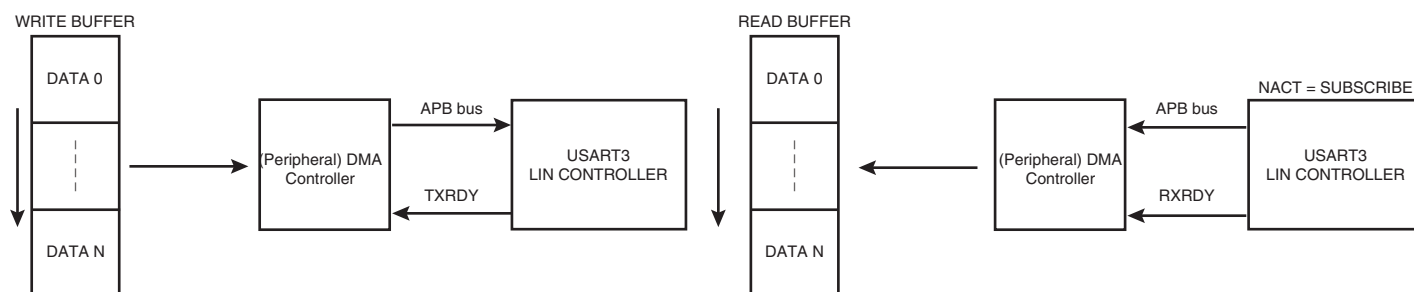 WRITE BUFFER
DATA 0
DATA N
(Peripheral) DMA
Controller
APB bus
TXRDY
USART3
LIN CONTROLLER
READ BUFFER
DATA 0
DATA N
(Peripheral) DMA
Controller
APB bus
RXRDY
NACT = SUBSCRIBE
USART3
LIN CONTROLLER